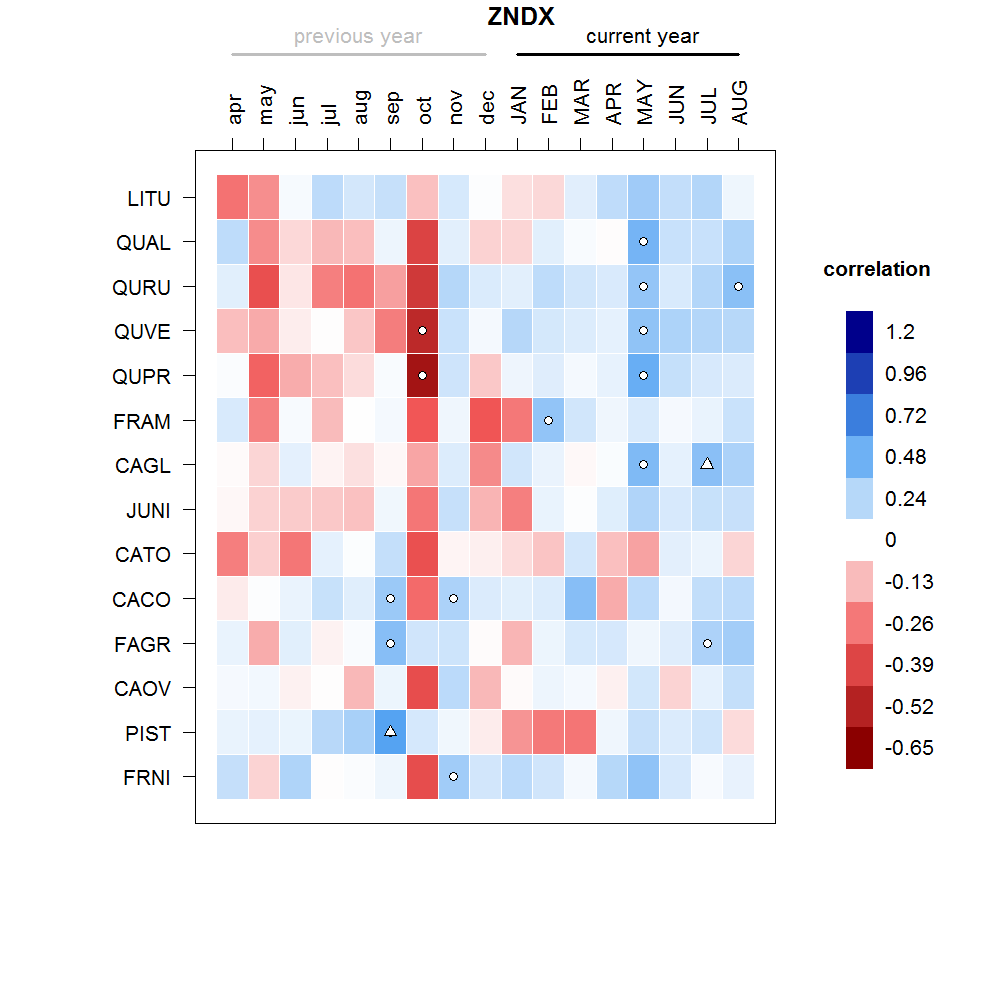 ZNDX
previous year current year
apr may jun jul aug sep oct nov dec JAN FEB MAR APR MAY JUN JUL AUG
LITU
QUAL
QURU
QUVE
QUPR
FRAM
CAGL
JUNI
CATO
CACO
FAGR
CAOV
PIST
FRNI
correlation
1.2
0.96
0.72
0.48
0.24
0
-0.13
-0.26
-0.39
-0.52
-0.65